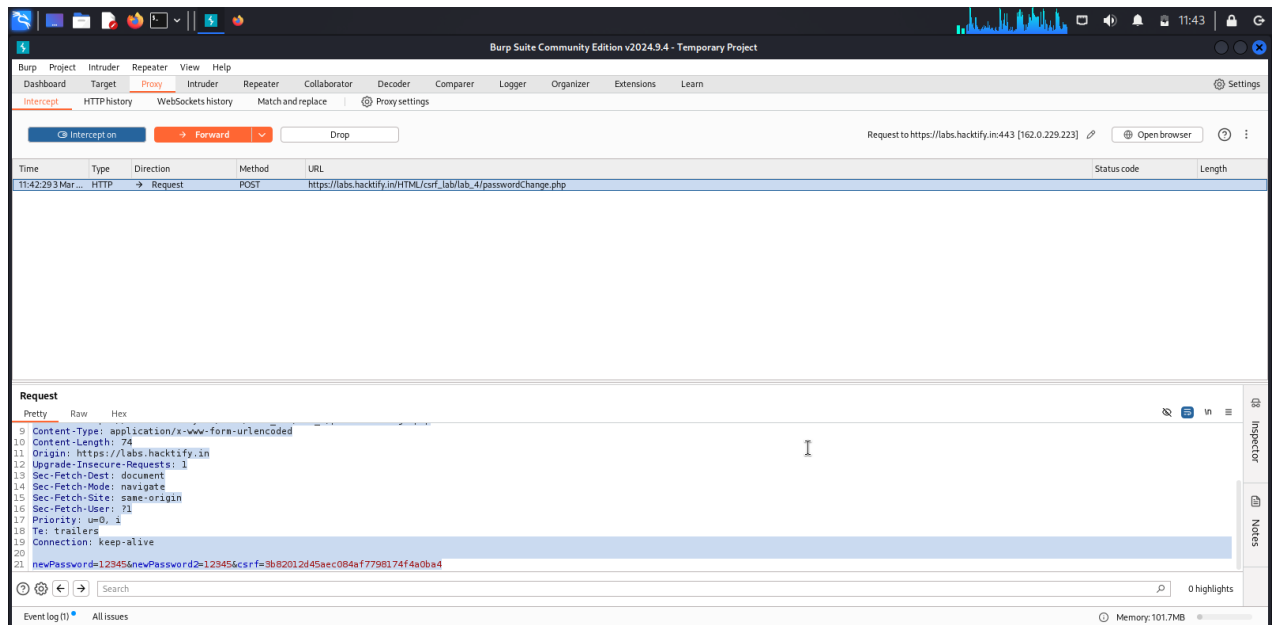 11:43
Burp Suite Community Edition v2024.9.4 - Temporary Project
Burp Project Intruder Repeater View Help
Dashboard Target Proxy Intruder Repeater Collaborator Decoder Comparer Logger Organizer Extensions Learn Settings
Intercept HTTP history WebSockets history Match and replace Proxy settings
Intercept on → Forward Drop Request to https://labs.hacktify.in:443 [162.0.229.223] Open browser
Time Type Direction Method URL Status code Length
11:42:29 3 Mar ... HTTP → Request POST https://labs.hacktify.in/HTML/csrf_lab/lab_4/passwordChange.php
Request
Pretty Raw Hex
\n
9 Content-Type: application/x-www-form-urlencoded
10 Content-Length: 74
11 Origin: https://labs.hacktify.in
12 Upgrade-Insecure-Requests: 1
13 Sec-Fetch-Dest: document
14 Sec-Fetch-Mode: navigate
15 Sec-Fetch-Site: same-origin
16 Sec-Fetch-User: ?1
17 Priority: u=0, i
18 Te: trailers
19 Connection: keep-alive
20
21 newPassword=12345&newPassword2=12345&csrf=3b82012d45aec084af7798174f4a0ba4
Inspector
Notes
Search 0 highlights
Event log (1) All issues Memory: 101.7MB